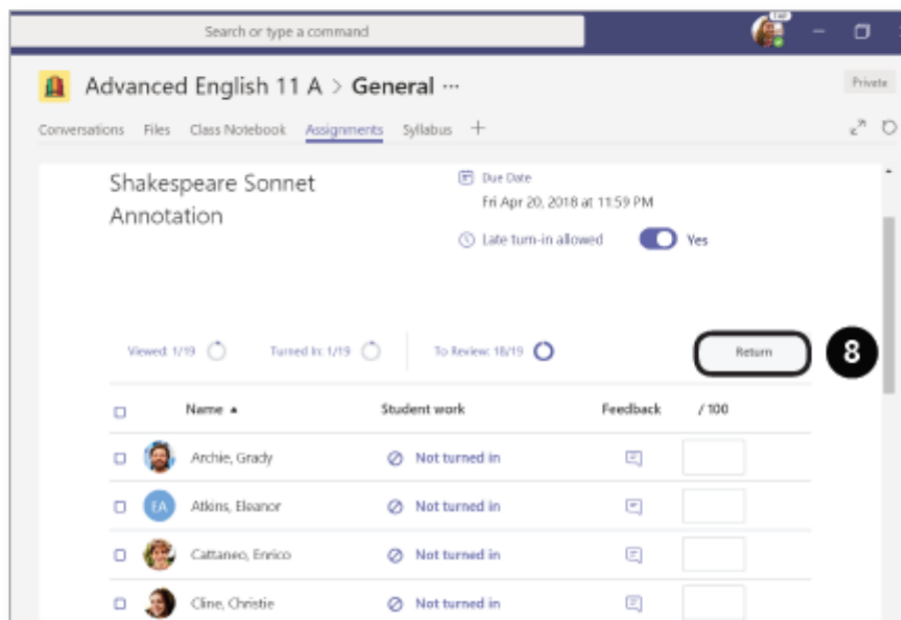 Search or type a command
Advanced English 11 A > General ···
Private
Conversations Files Class Notebook Assignments Syllabus +
Shakespeare Sonnet
Annotation
Due Date
Fri Apr 20, 2018 at 11:59 PM
Late turn-in allowed Yes
Viewed: 1/19 Turned In: 1/19 To Review: 18/19 Return 8
Name Student work Feedback / 100
Archie, Grady Not turned in
EA Atkins, Eleanor Not turned in
Cattaneo, Enrico Not turned in
Cline, Christie Not turned in